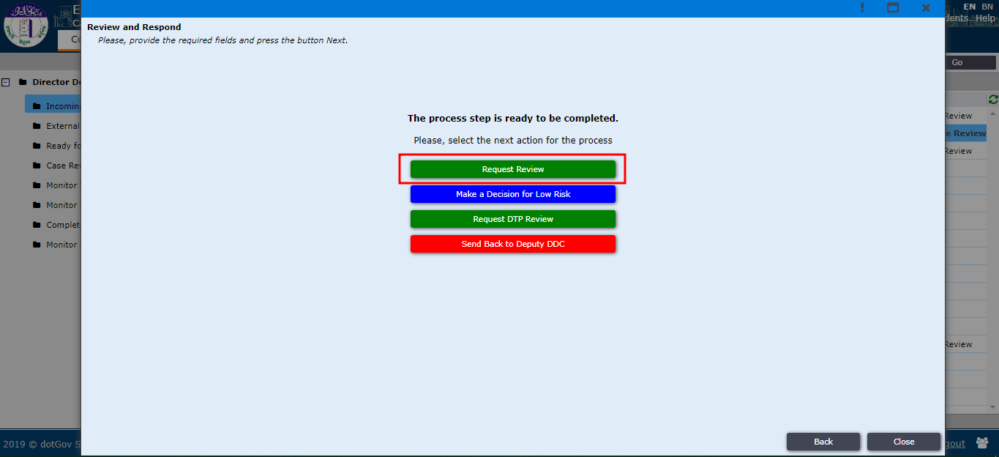 EN BN
dents Help
Review and Respond
Please, provide the required fields and press the button Next.
Go
Director De
Incoming
External
Ready fo
Case Rev
Monitor
Monitor
Complet
Monitor
The process step is ready to be completed.
Please, select the next action for the process
Request Review
Make a Decision for Low Risk
Request DTP Review
Send Back to Deputy DDC
Review
e Review
Review
Review
Back
Close
2019 © dotGov S
gout